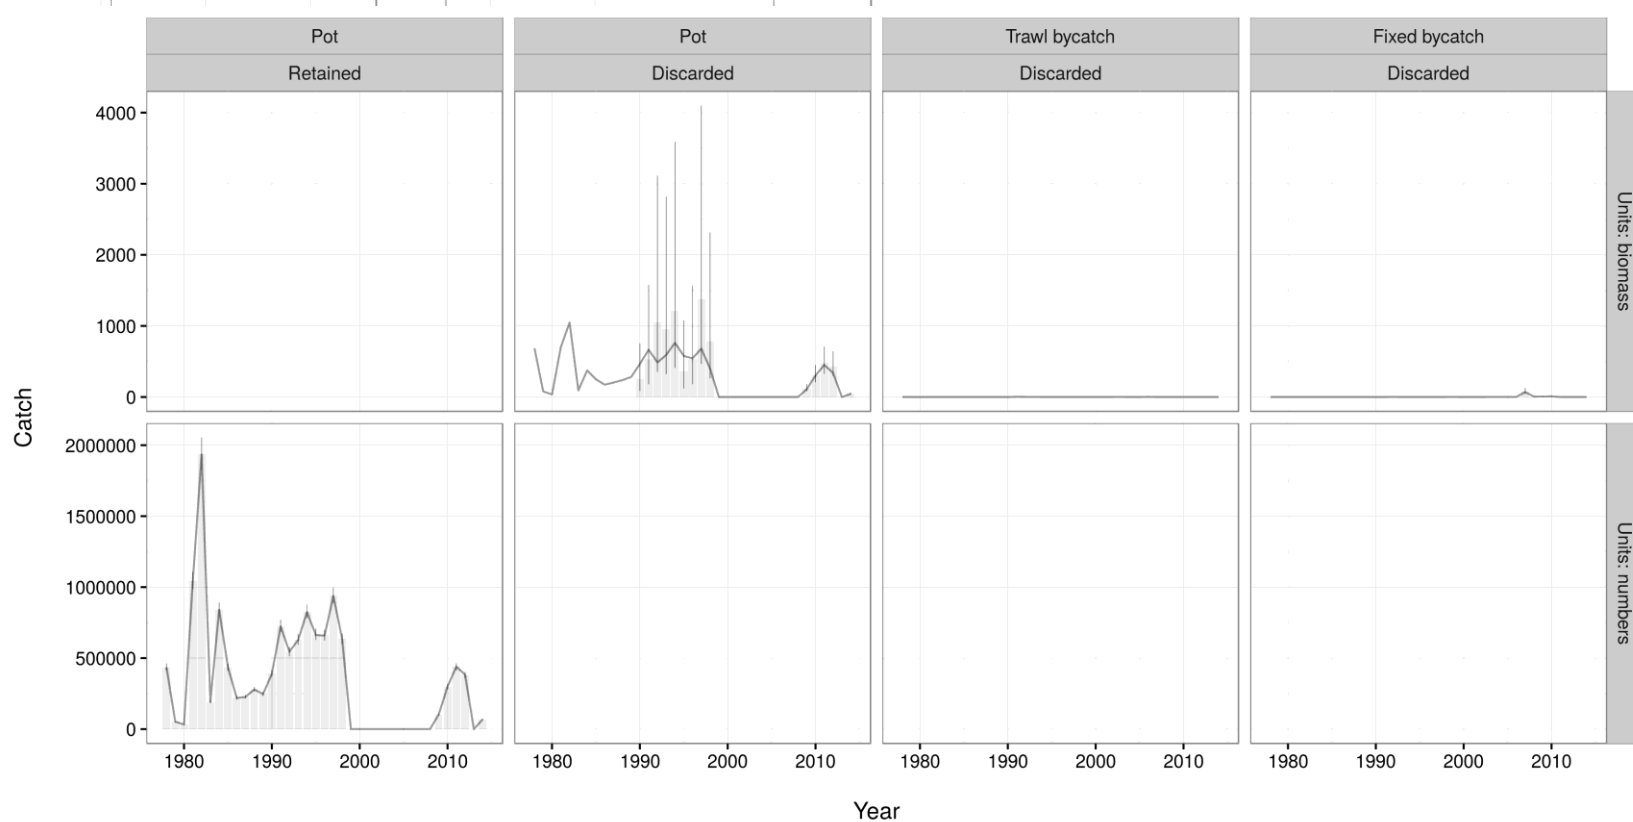 Pot Pot Trawl bycatch Fixed bycatch
Retained Discarded Discarded Discarded
4000
3000
2000
1000
0
Units: biomass
2000000
1500000
1000000
500000
0
Units: numbers
Catch
1980 1990 2000 2010 1980 1990 2000 2010 1980 1990 2000 2010 1980 1990 2000 2010
Year